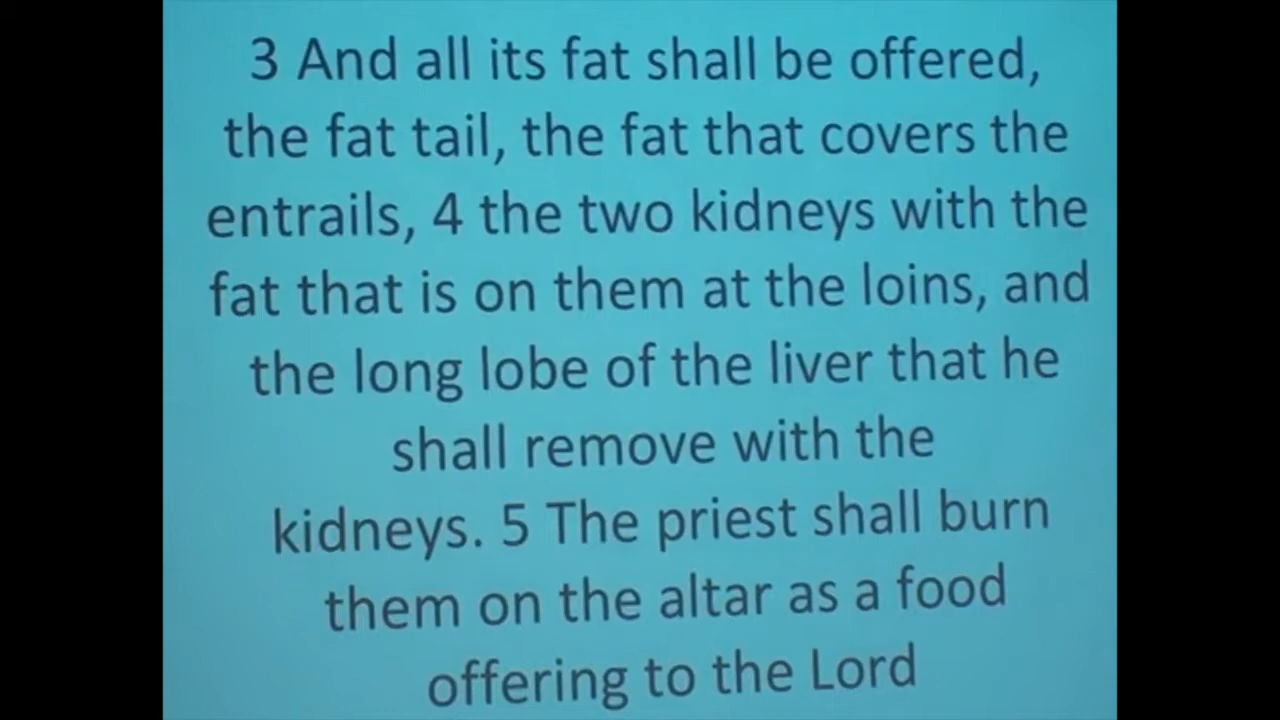 3 And all its fat shall be offered,
the fat tail, the fat that covers the
entrails, 4 the two kidneys with the
fat that is on them at the loins, and
the long lobe of the liver that he
shall remove with the
kidneys. 5 The priest shall burn
them on the altar as a food
offering to the Lord